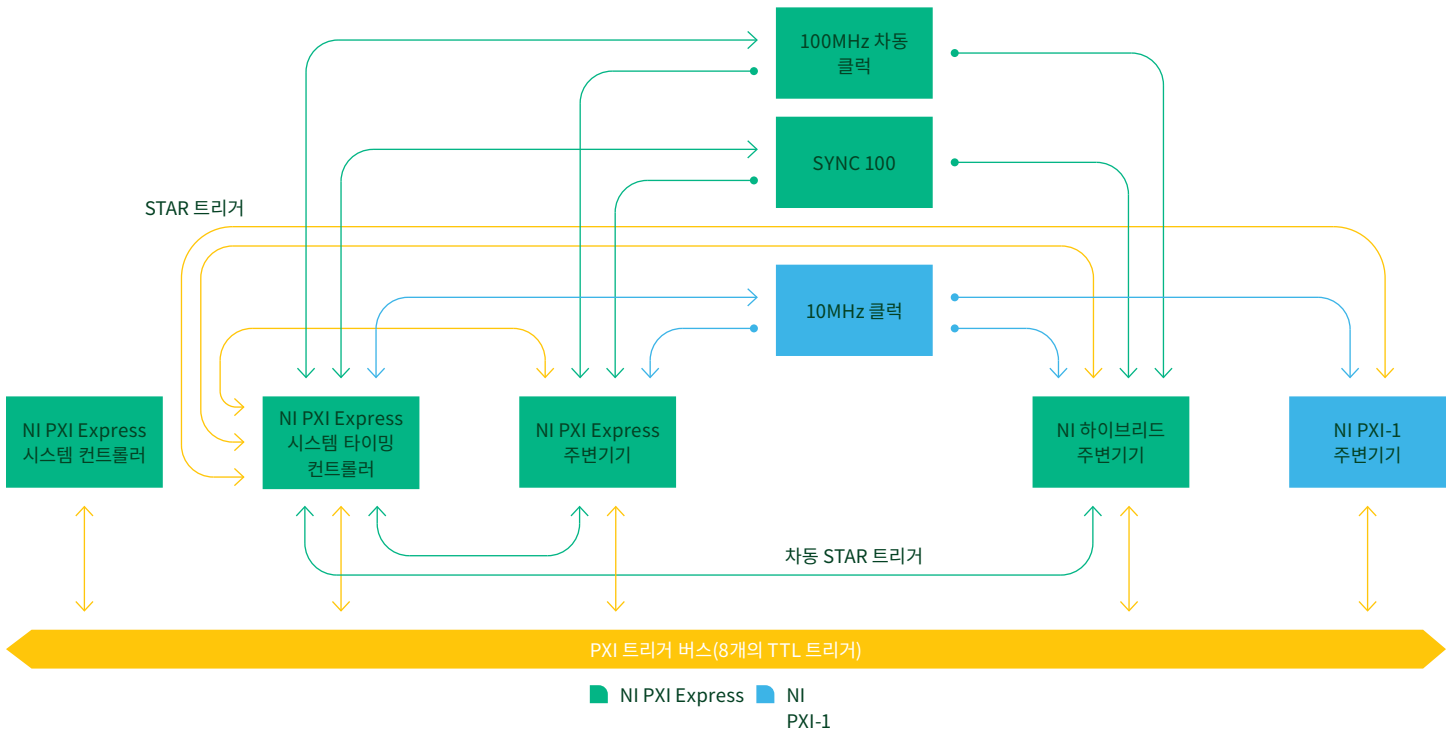 100MHz 차동
클럭
SYNC 100
STAR 트리거
10MHz 클럭
NI PXI Express
시스템 컨트롤러
NI PXI Express
시스템 타이밍
컨트롤러
NI PXI Express
주변기기
NI 하이브리드
주변기기
NI PXI-1
주변기기
차동 STAR 트리거
PXI 트리거 버스(8개의 TTL 트리거)
NI PXI Express
NI
PXI-1